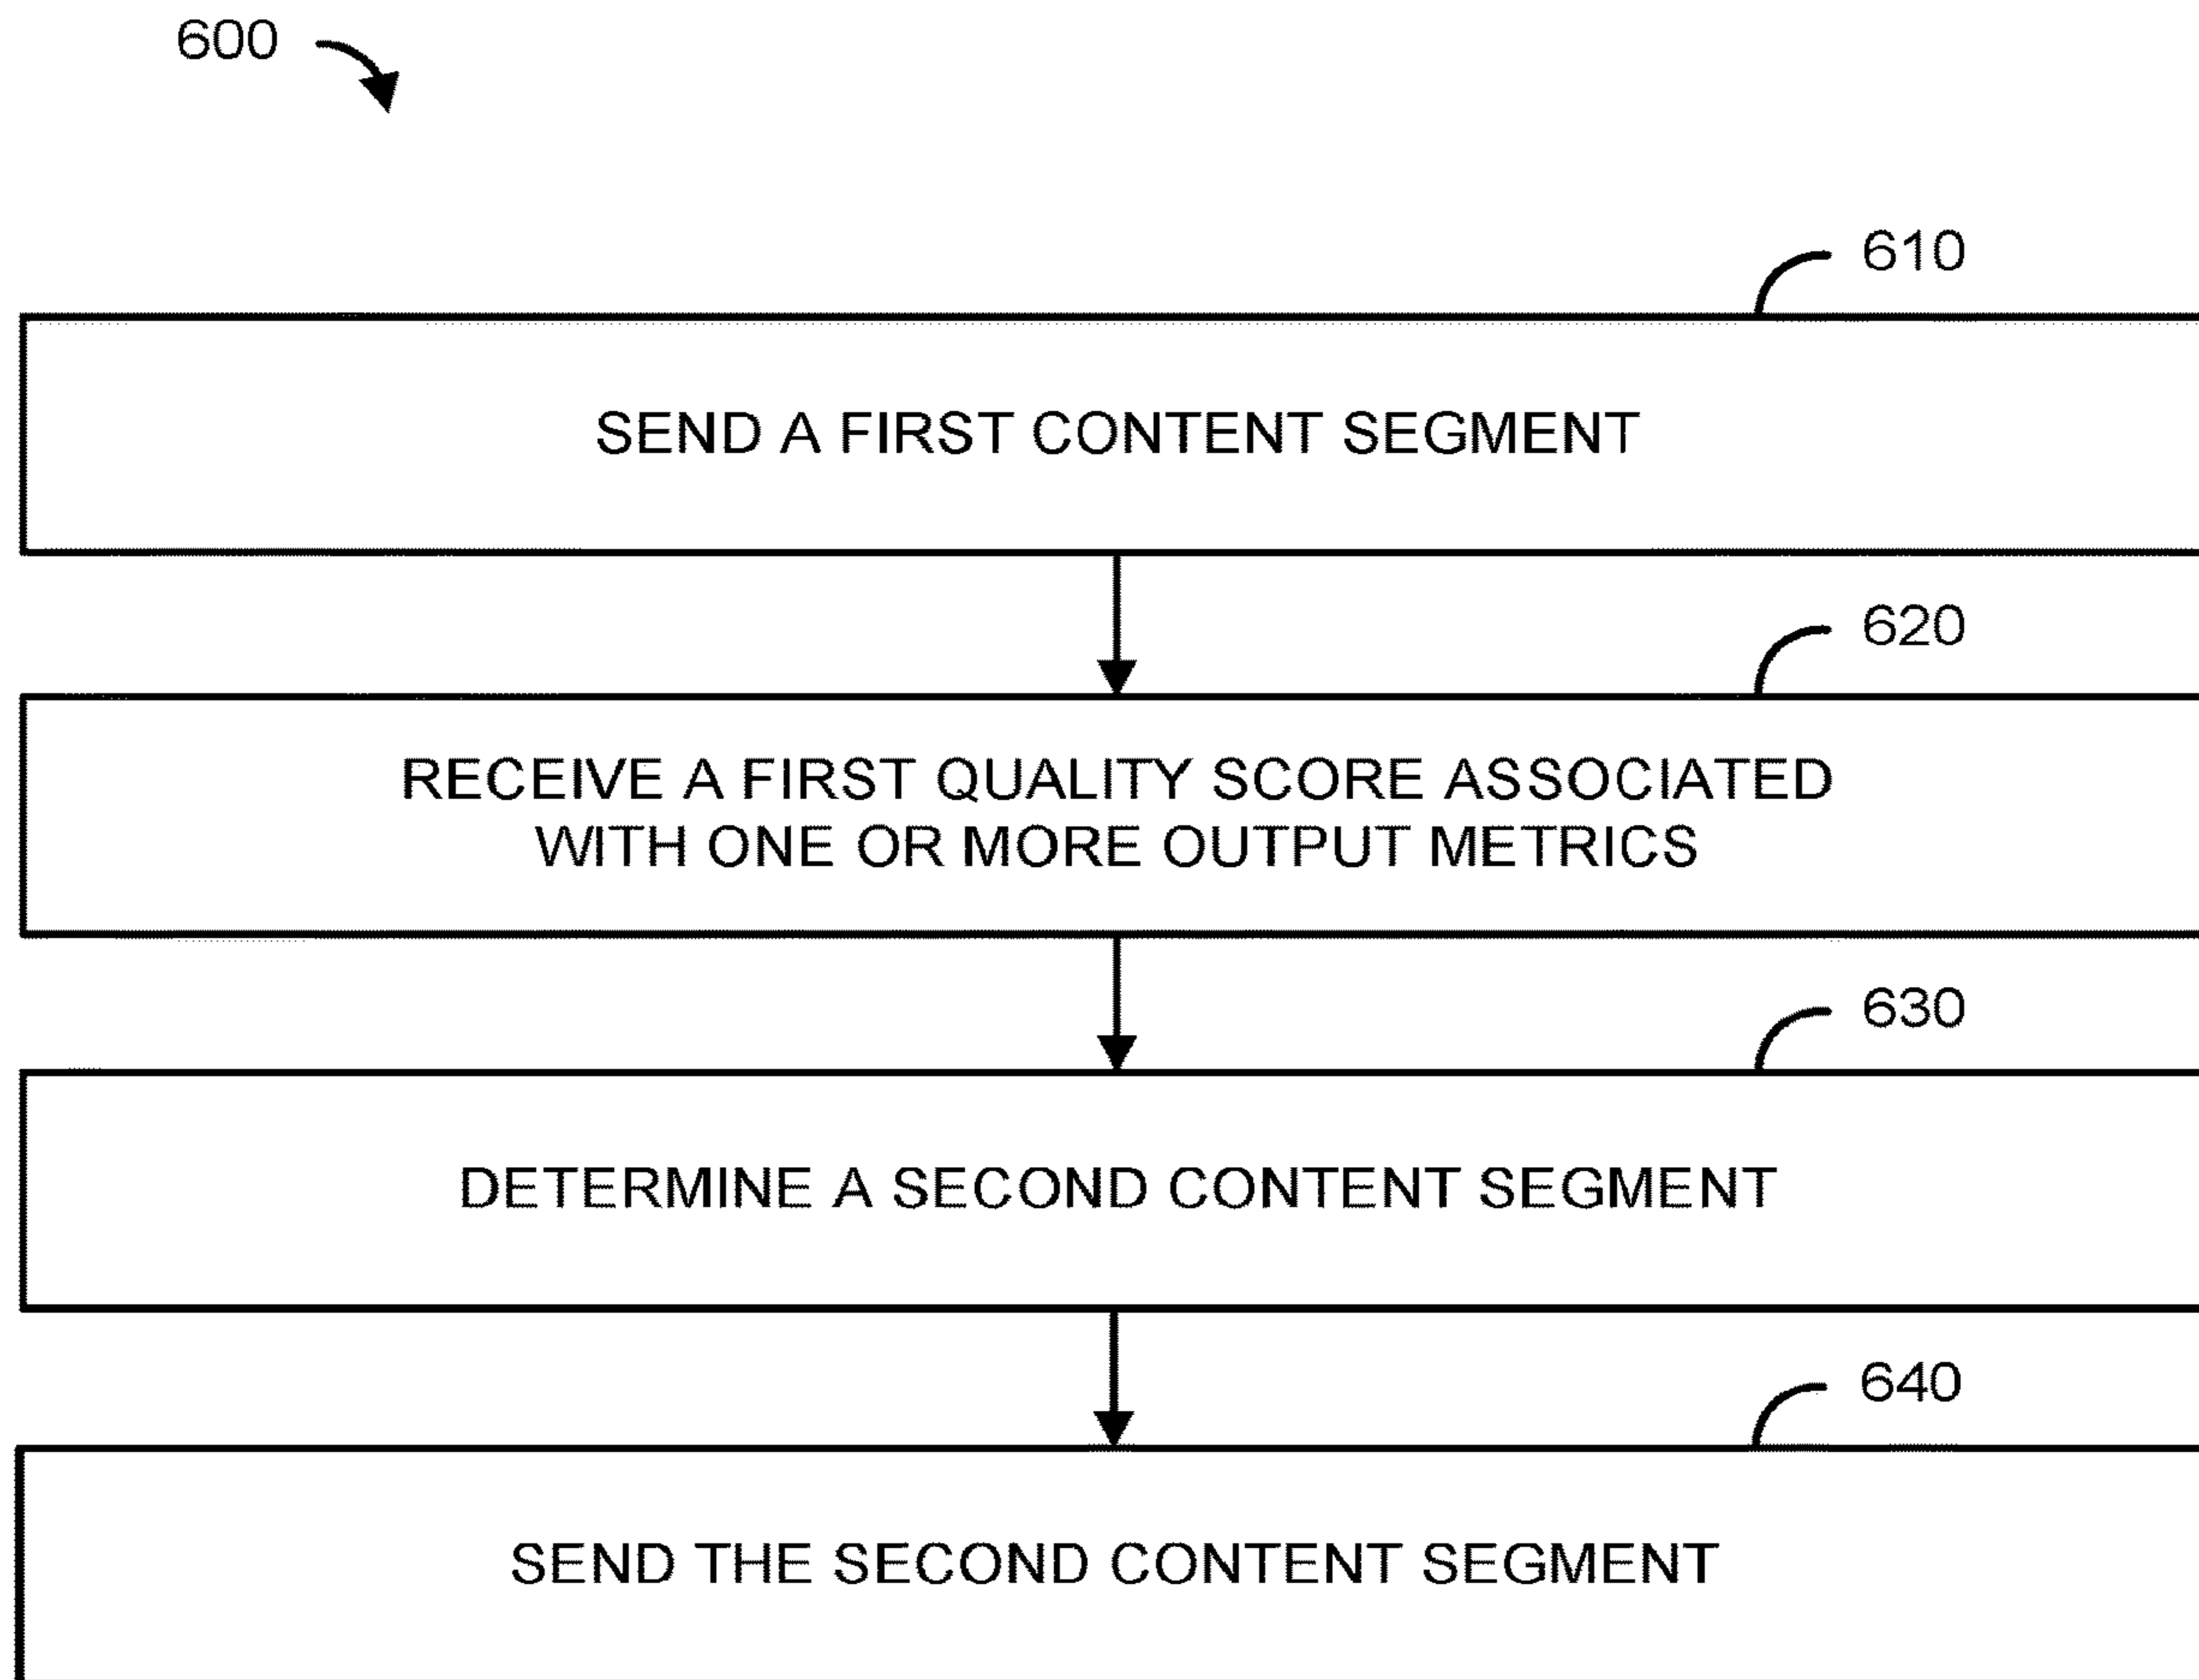 600
610
SEND A FIRST CONTENT SEGMENT
620
RECEIVE A FIRST QUALITY SCORE ASSOCIATED
WITH ONE OR MORE OUTPUT METRICS
630
DETERMINE A SECOND CONTENT SEGMENT
640
SEND THE SECOND CONTENT SEGMENT